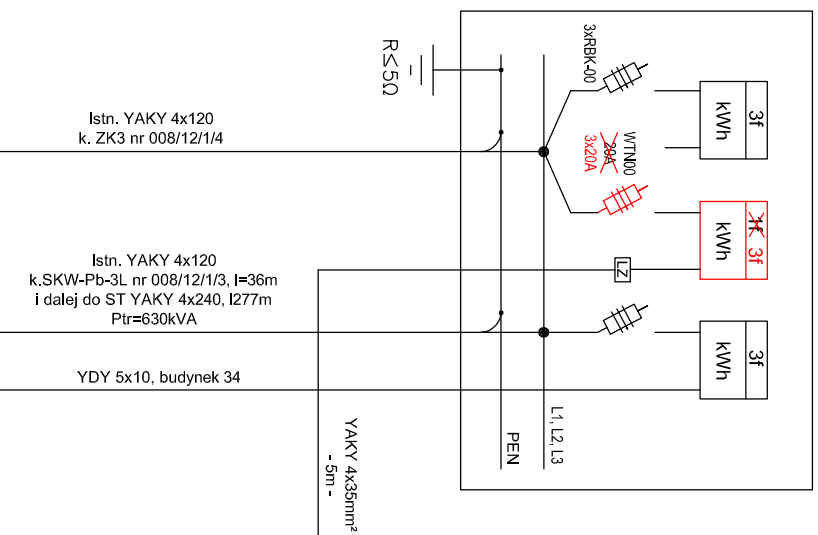 Istn. YAKY 4x120
k. ZK3 nr 008/12/1/4
Istn. YAKY 4x120
k.SKW-Pb-3L nr 008/12/1/3, l=36m
i dalej do ST YAKY 4x240, l277m
Ptr=630kVA
YDY 5x10, budynek 34
R≤5Ω
3xRBK-00
WTN00
20A
3x20A
3f
kWh
1f 3f
kWh
LZ
3f
kWh
L1, L2, L3
PEN
YAKY 4x35mm²
- 5m -